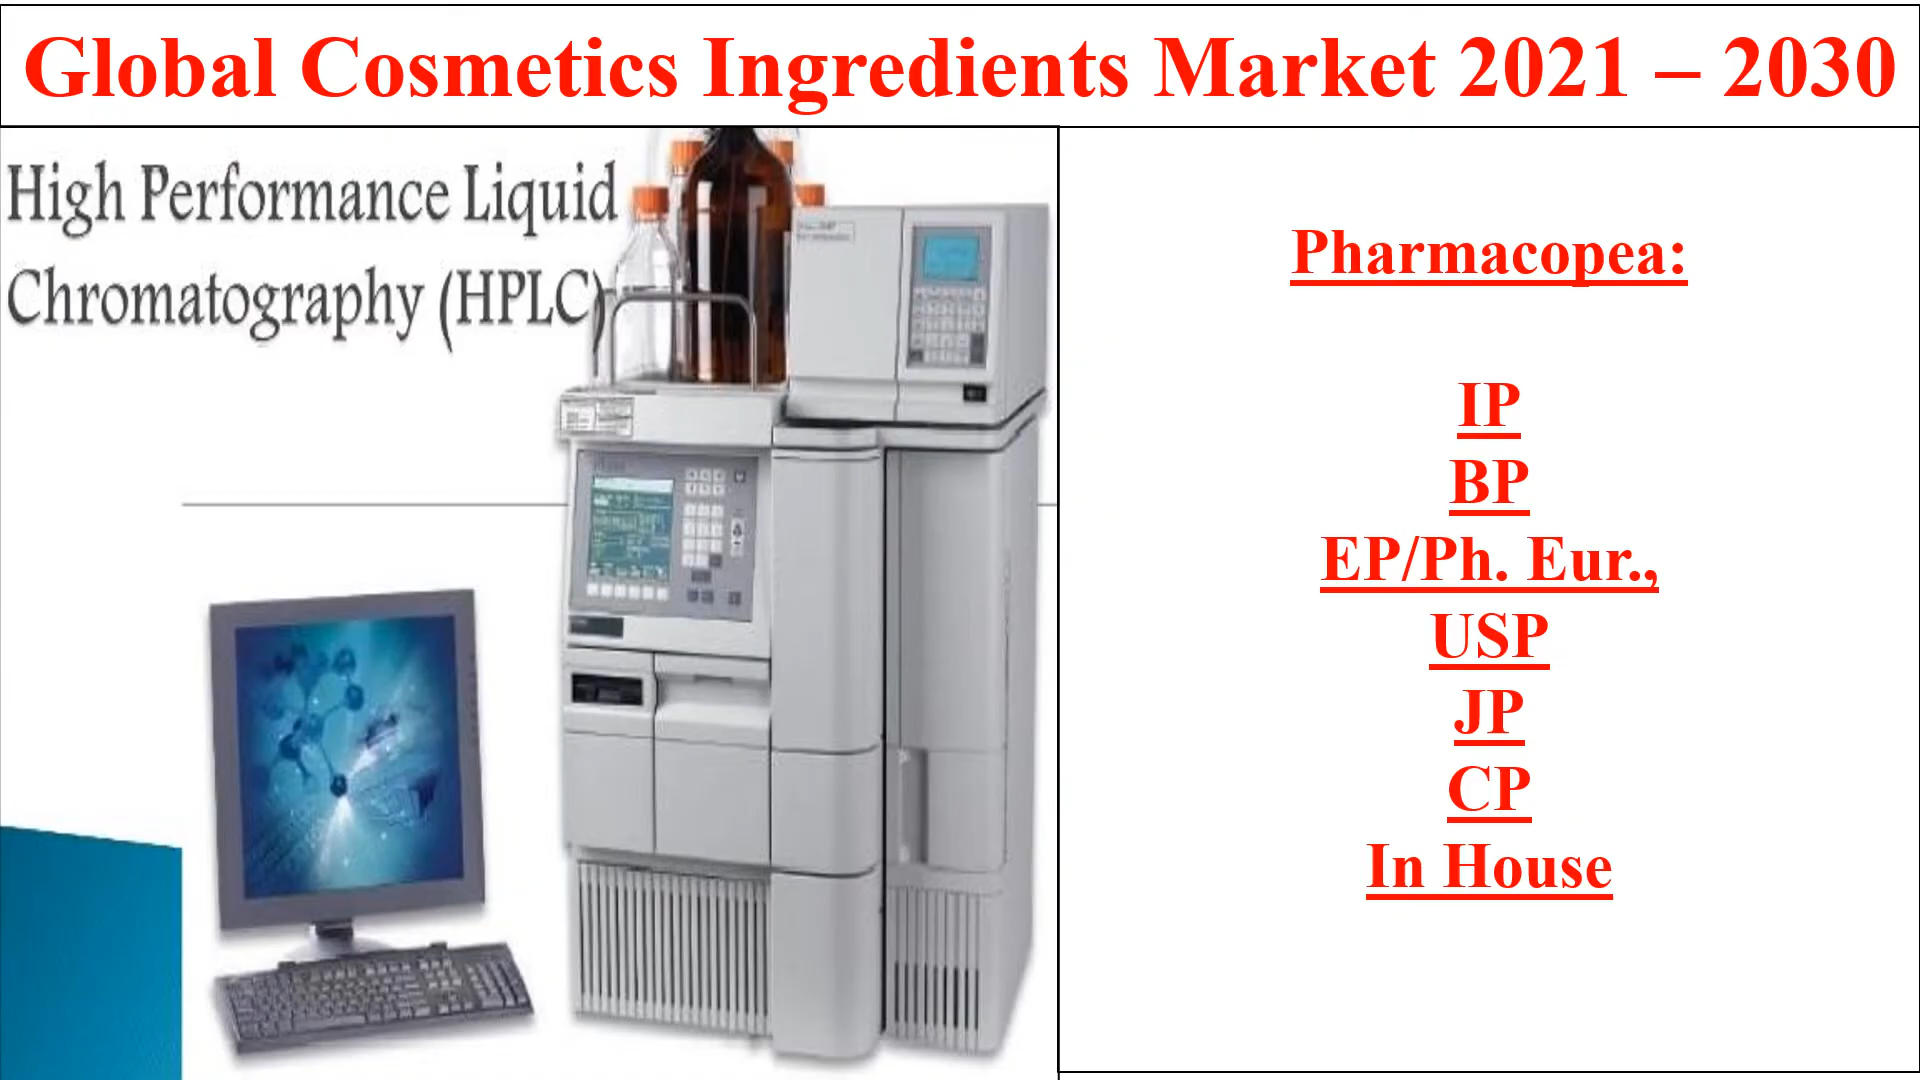 Global Cosmetics Ingredients Market 2021 – 2030
High Performance Liquid
Chromatography (HPLC)
Pharmacopea:
IP
BP
EP/Ph. Eur.,
USP
JP
CP
In House